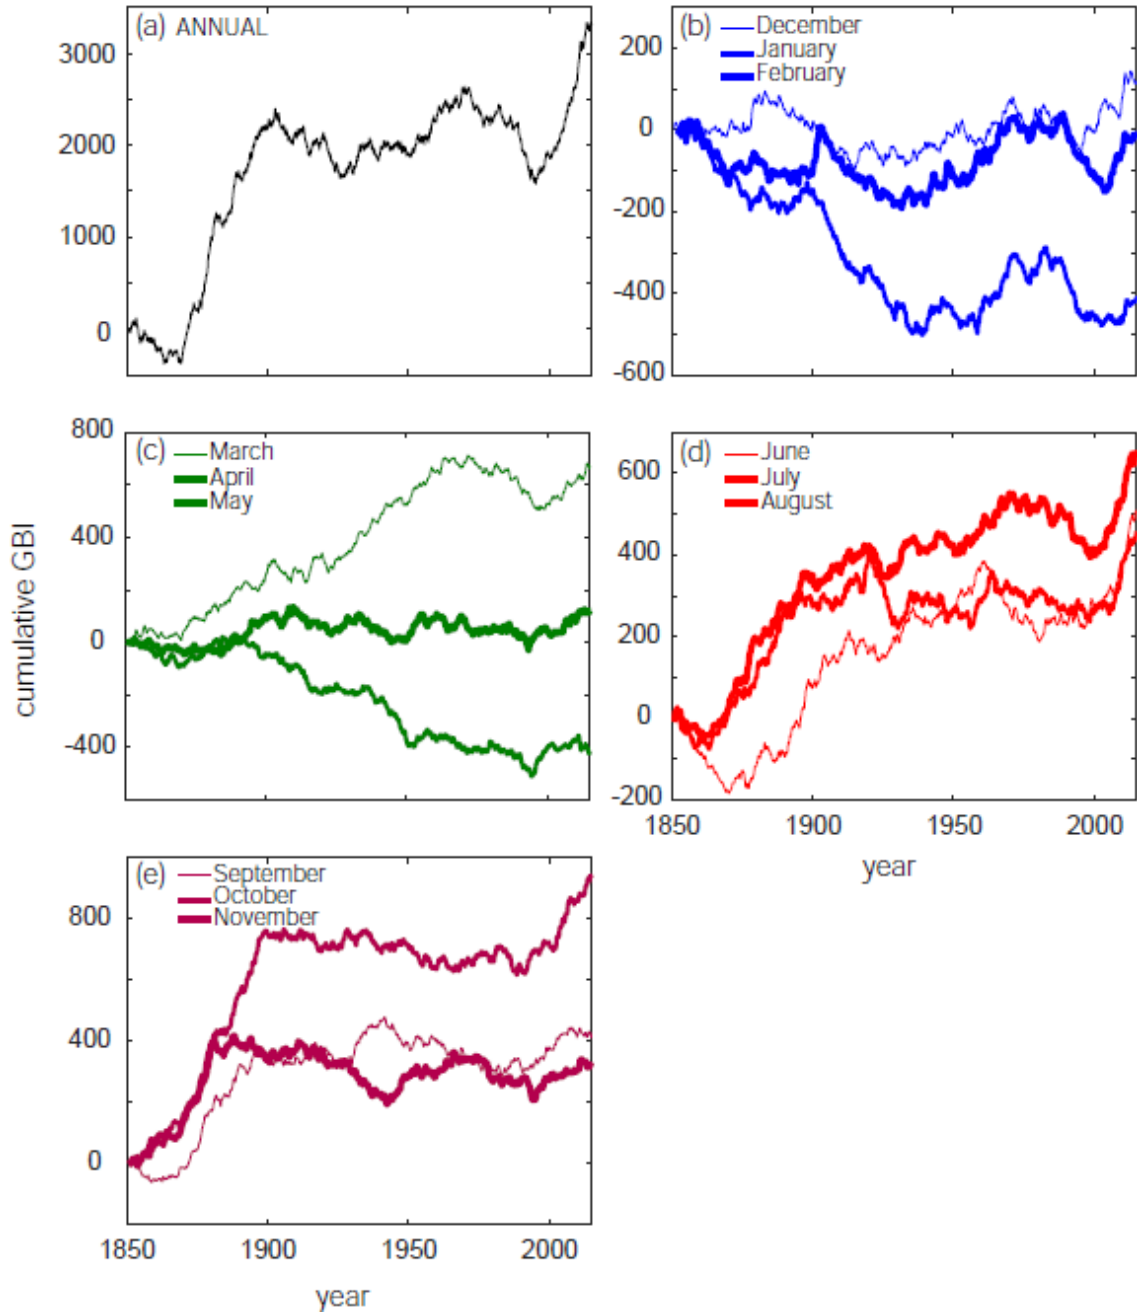 (a) ANNUAL
3000
2000
1000
0
(b)
December
January
February
200
0
-200
-400
-600
cumulative GBI
(c)
March
April
May
800
400
0
-400
(d)
June
July
August
600
400
200
0
-200
1850 1900 1950 2000
year
(e)
September
October
November
800
400
0
1850 1900 1950 2000
year